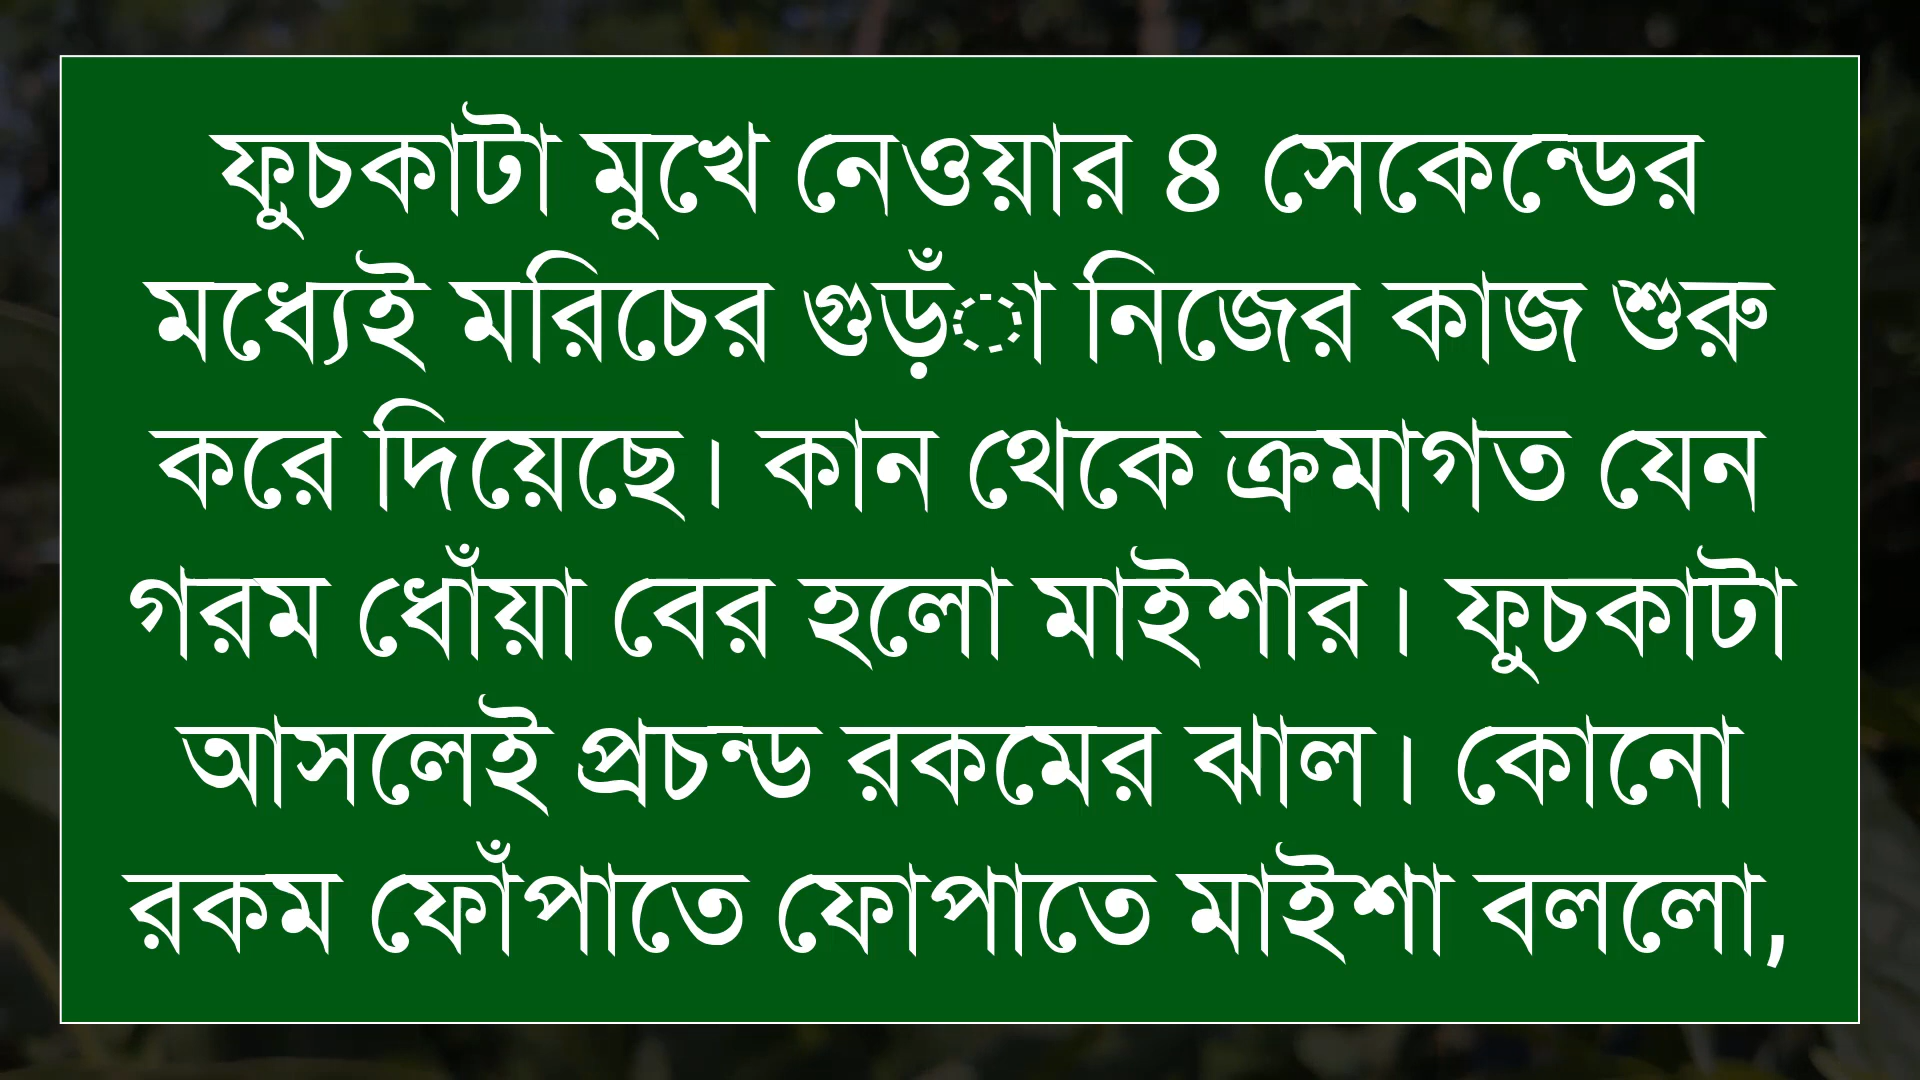 ফুচকাটা মুখে নেওয়ার ৪ সেকেন্ডের
মধ্যেই মরিচের গুড়ঁা নিজের কাজ শুরু
করে দিয়েছে। কান থেকে ক্রমাগত যেন
গরম ধোঁয়া বের হলো মাইশার। ফুচকাটা
আসলেই প্রচন্ড রকমের ঝাল। কোনো
রকম ফোঁপাতে ফোপাতে মাইশা বললো,